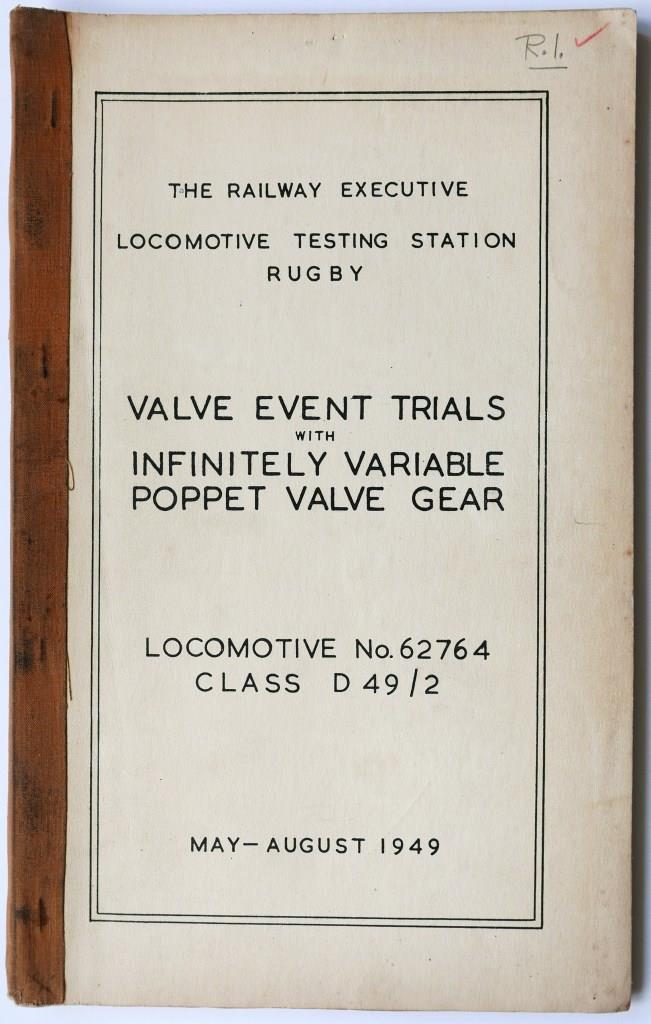 R.I.
THE RAILWAY EXECUTIVE
LOCOMOTIVE TESTING STATION
RUGBY
VALVE EVENT TRIALS
WITH
INFINITELY VARIABLE
POPPET VALVE GEAR
LOCOMOTIVE No. 62764
CLASS D 49/2
MAY—AUGUST 1949